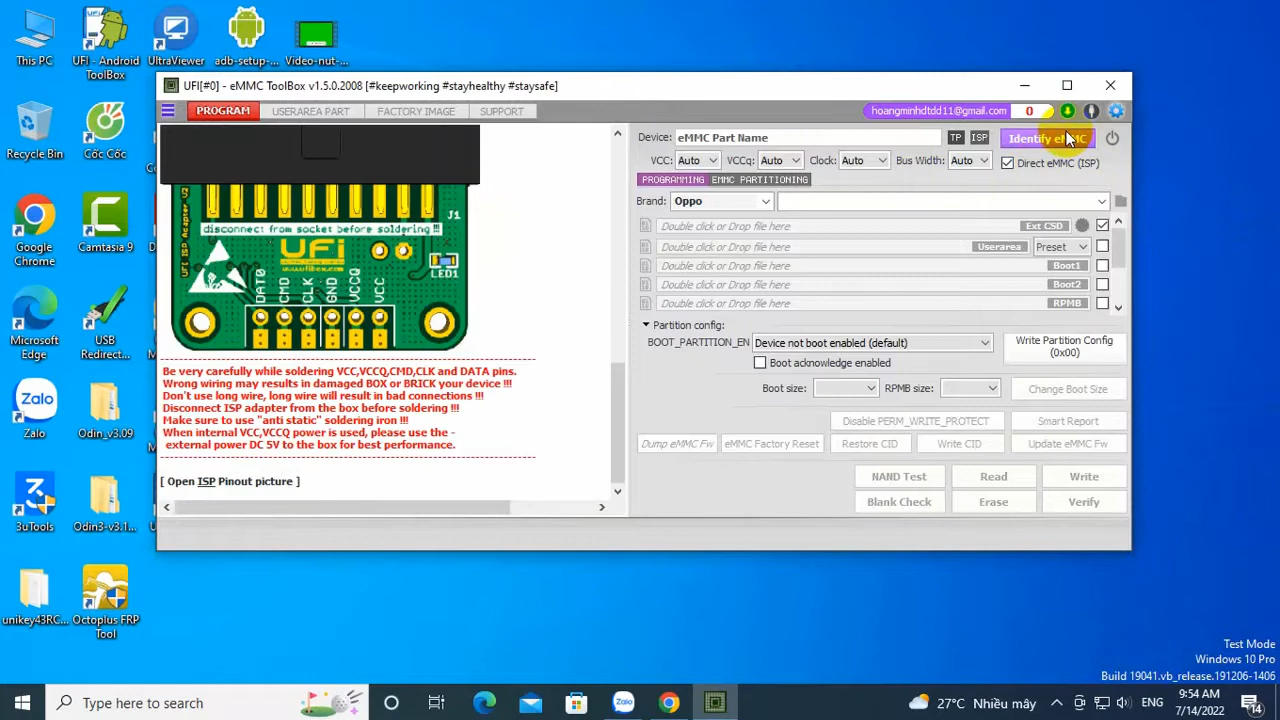 This PC
UFI - Android
ToolBox
UltraViewer
adb-setup-...
Video-nut-...
Recycle Bin
Cốc Cốc
Google
Chrome
Camtasia 9
Microsoft
Edge
USB
Redirect...
Zalo
Odin_v3.09
3uTools
Odin3-v3.1...
unikey43RC...
Octoplus FRP
Tool
UFI[#0] - eMMC ToolBox v1.5.0.2008 [#keepworking #stayhealthy #staysafe]
PROGRAM
USERAREA PART
FACTORY IMAGE
SUPPORT
hoangminhdtdd11@gmail.com
0
UFI ISP Adapter_V2
J1
disconnect from socket before soldering !!!
UFi
www.ufibox.com
LED1
DAT0
CMD
CLK
GND
VCCQ
VCC
Be very carefully while soldering VCC,VCCQ,CMD,CLK and DATA pins.
Wrong wiring may results in damaged BOX or BRICK your device !!!
Don't use long wire, long wire will result in bad connections !!!
Disconnect ISP adapter from the box before soldering !!!
Make sure to use "anti static" soldering iron !!!
When internal VCC,VCCQ power is used, please use the -
external power DC 5V to the box for best performance.
[ Open ISP Pinout picture ]
Device: eMMC Part Name
TP
ISP
Identify eMMC
VCC: Auto
VCCq: Auto
Clock: Auto
Bus Width: Auto
Direct eMMC (ISP)
PROGRAMMING
EMMC PARTITIONING
Brand: Oppo
Double click or Drop file here
Ext CSD
Double click or Drop file here
Userarea
Preset
Double click or Drop file here
Boot1
Double click or Drop file here
Boot2
Double click or Drop file here
RPMB
Partition config:
BOOT_PARTITION_EN
Device not boot enabled (default)
Write Partition Config
(0x00)
Boot acknowledge enabled
Boot size:
RPMB size:
Change Boot Size
Disable PERM_WRITE_PROTECT
Smart Report
Dump eMMC Fw
eMMC Factory Reset
Restore CID
Write CID
Update eMMC Fw
NAND Test
Read
Write
Blank Check
Erase
Verify
Test Mode
Windows 10 Pro
Build 19041.vb_release.191206-1406
Type here to search
27°C Nhiều mây
ENG
9:54 AM
7/14/2022
14